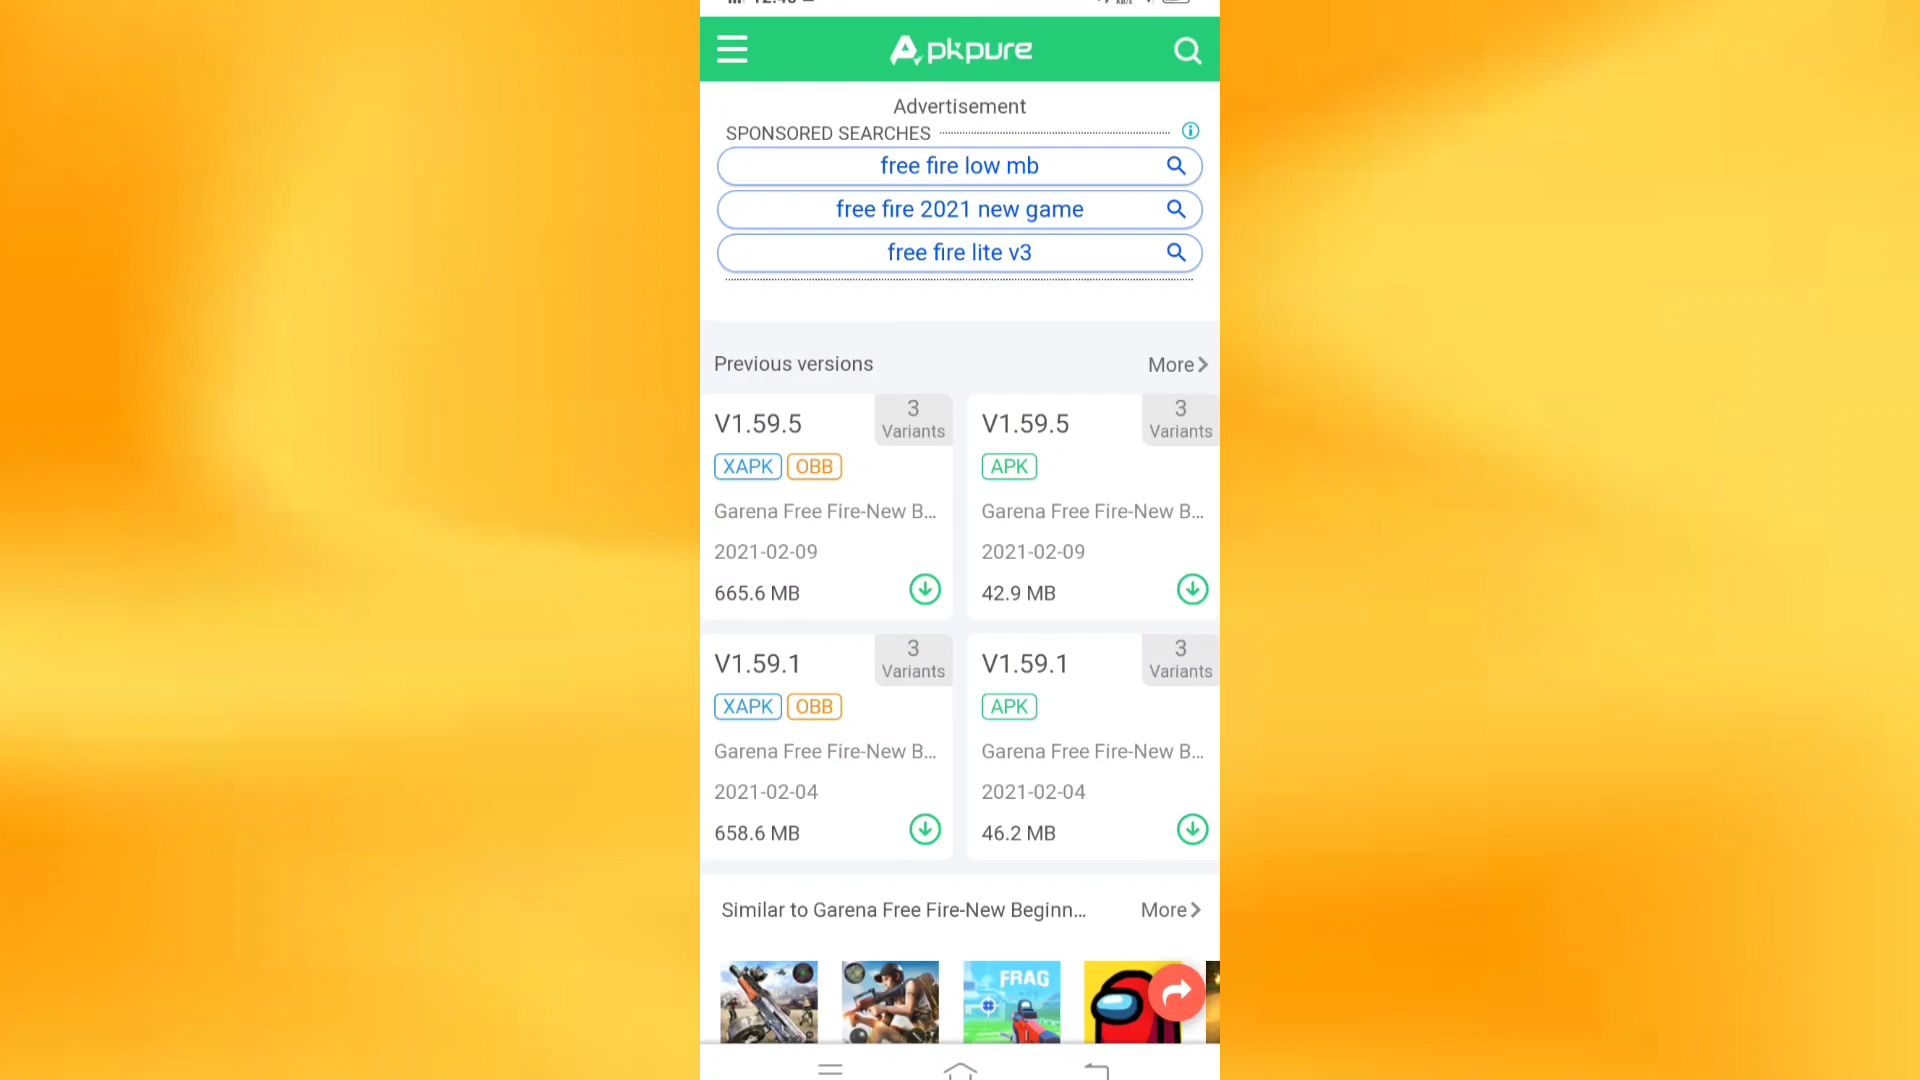 Apkpure
Advertisement
SPONSORED SEARCHES
free fire low mb
free fire 2021 new game
free fire lite v3
Previous versions
More
V1.59.5
3
Variants
XAPK OBB
Garena Free Fire-New B...
2021-02-09
665.6 MB
V1.59.5
3
Variants
APK
Garena Free Fire-New B...
2021-02-09
42.9 MB
V1.59.1
3
Variants
XAPK OBB
Garena Free Fire-New B...
2021-02-04
658.6 MB
V1.59.1
3
Variants
APK
Garena Free Fire-New B...
2021-02-04
46.2 MB
Similar to Garena Free Fire-New Beginn...
More
FRAG